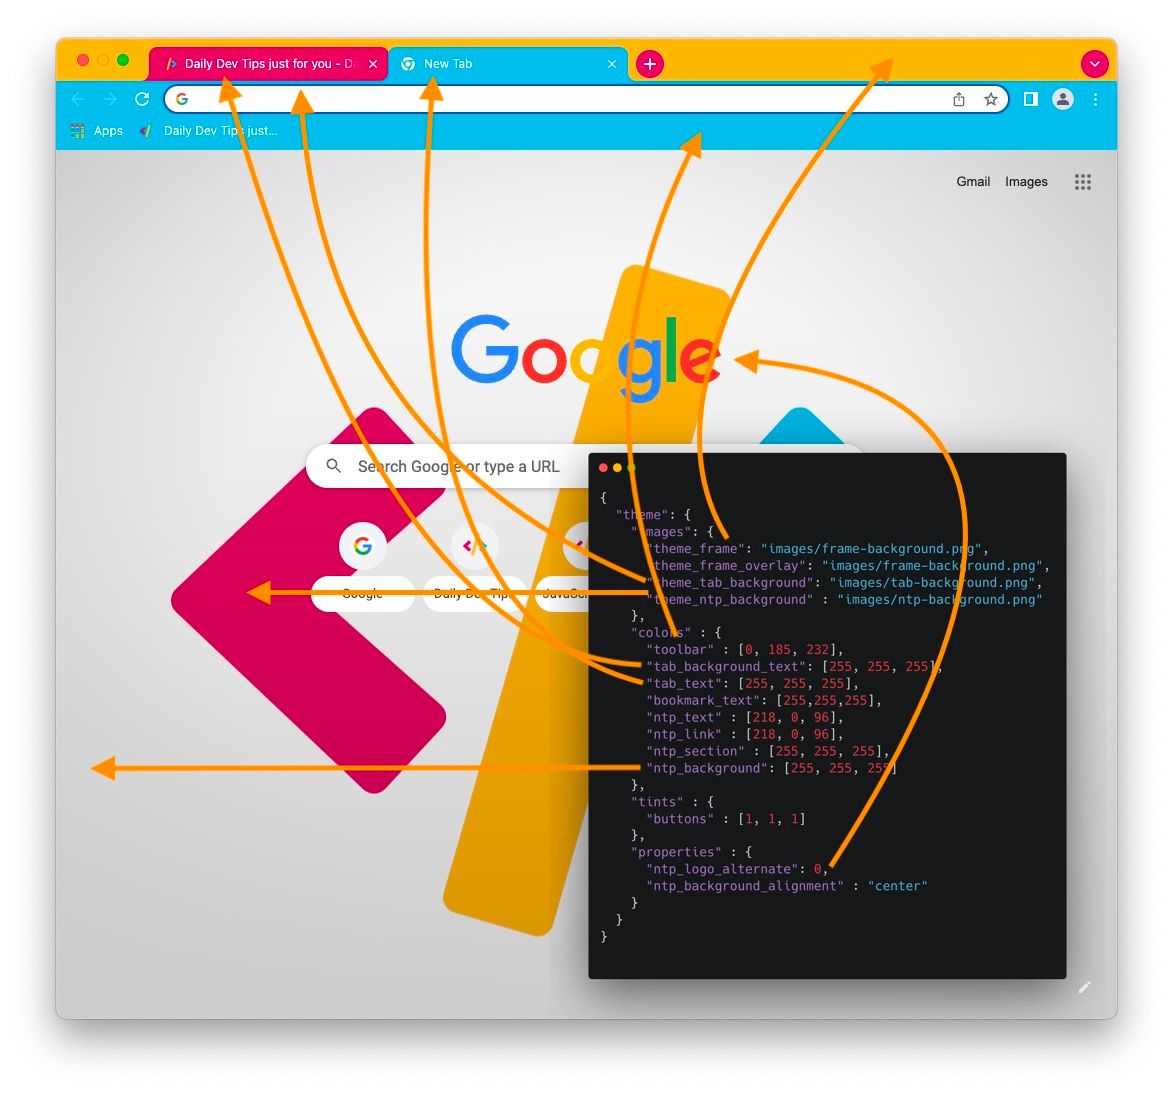 Daily Dev Tips just for you - Da
New Tab
Apps
Daily Dev Tips just...
Gmail
Images
Google
Search Google or type a URL
Google
Daily Dev Tips
{
"theme": {
"images": {
"theme_frame": "images/frame-background.png",
"theme_frame_overlay": "images/frame-background.png",
"theme_tab_background": "images/tab-background.png",
"theme_ntp_background" : "images/ntp-background.png"
},
"colors" : {
"toolbar" : [0, 185, 232],
"tab_background_text": [255, 255, 255],
"tab_text": [255, 255, 255],
"bookmark_text": [255,255,255],
"ntp_text" : [218, 0, 96],
"ntp_link" : [218, 0, 96],
"ntp_section" : [255, 255, 255],
"ntp_background": [255, 255, 255]
},
"tints" : {
"buttons" : [1, 1, 1]
},
"properties" : {
"ntp_logo_alternate": 0,
"ntp_background_alignment" : "center"
}
}
}